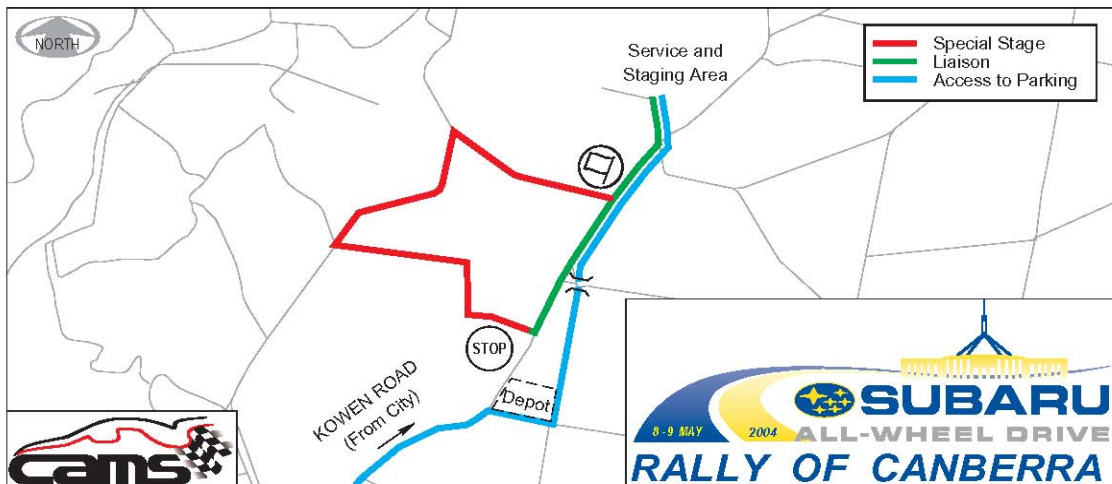 NORTH
Service and
Staging Area
Special Stage
Liaison
Access to Parking
STOP
KOWEN ROAD
(From City)
Depot
cams
8-9 MAY 2004
SUBARU
ALL-WHEEL DRIVE
RALLY OF CANBERRA